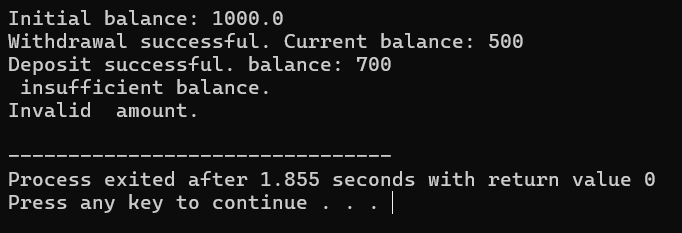 Initial balance: 1000.0
Withdrawal successful. Current balance: 500
Deposit successful. balance: 700
 insufficient balance.
Invalid  amount.

--------------------------------
Process exited after 1.855 seconds with return value 0
Press any key to continue . . .